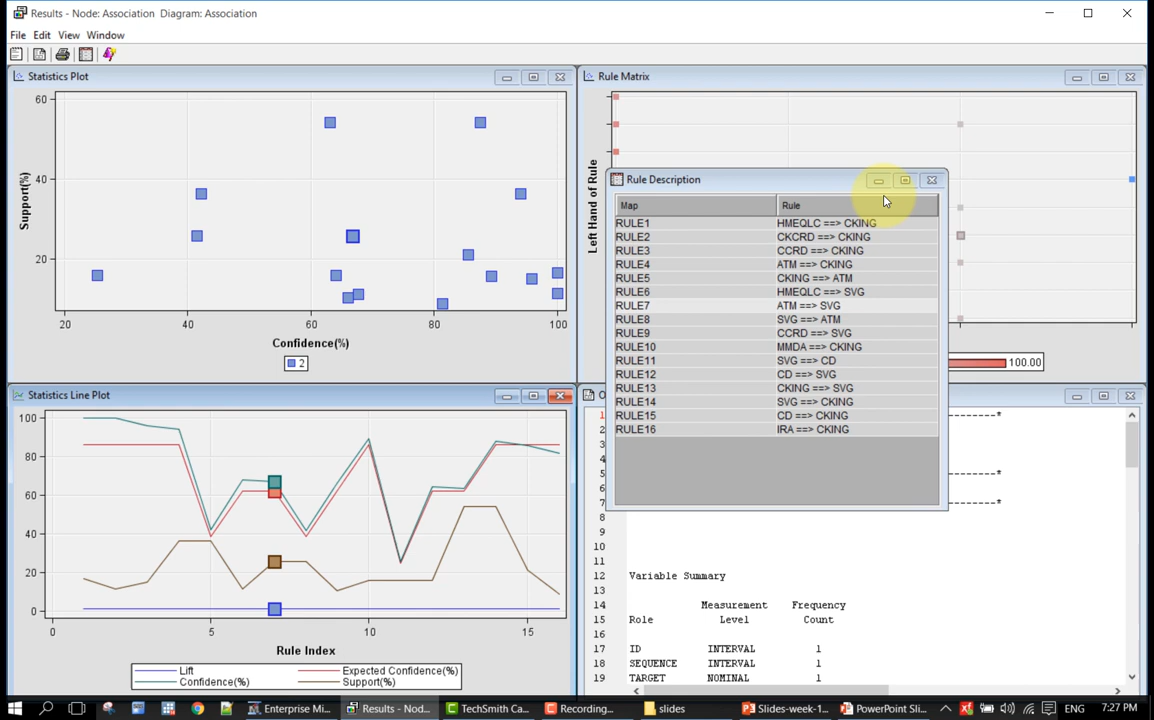 Results - Node: Association  Diagram: Association
File Edit View Window
Statistics Plot
60
40
20
Support(%)
20 40 60 80 100
Confidence(%)
2
Rule Matrix
Left Hand of Rule
100.00
Rule Description
Map Rule
RULE1 HMEQLC ==> CKING
RULE2 CKCRD ==> CKING
RULE3 CCRD ==> CKING
RULE4 ATM ==> CKING
RULE5 CKING ==> ATM
RULE6 HMEQLC ==> SVG
RULE7 ATM ==> SVG
RULE8 SVG ==> ATM
RULE9 CCRD ==> SVG
RULE10 MMDA ==> CKING
RULE11 SVG ==> CD
RULE12 CD ==> SVG
RULE13 CKING ==> SVG
RULE14 SVG ==> CKING
RULE15 CD ==> CKING
RULE16 IRA ==> CKING
Statistics Line Plot
100
80
60
40
20
0
0 5 10 15
Rule Index
Lift Expected Confidence(%)
Confidence(%) Support(%)
O
1 --------*
2
3
4
5 --------*
6
7 --------*
8
9
10
11
12 Variable Summary
13
14 Measurement Frequency
15 Role Level Count
16
17 ID INTERVAL 1
18 SEQUENCE INTERVAL 1
19 TARGET NOMINAL 1
Enterprise Mi... Results - Nod... TechSmith Ca... Recording... slides Slides-week-1... PowerPoint Sli... ENG 7:27 PM